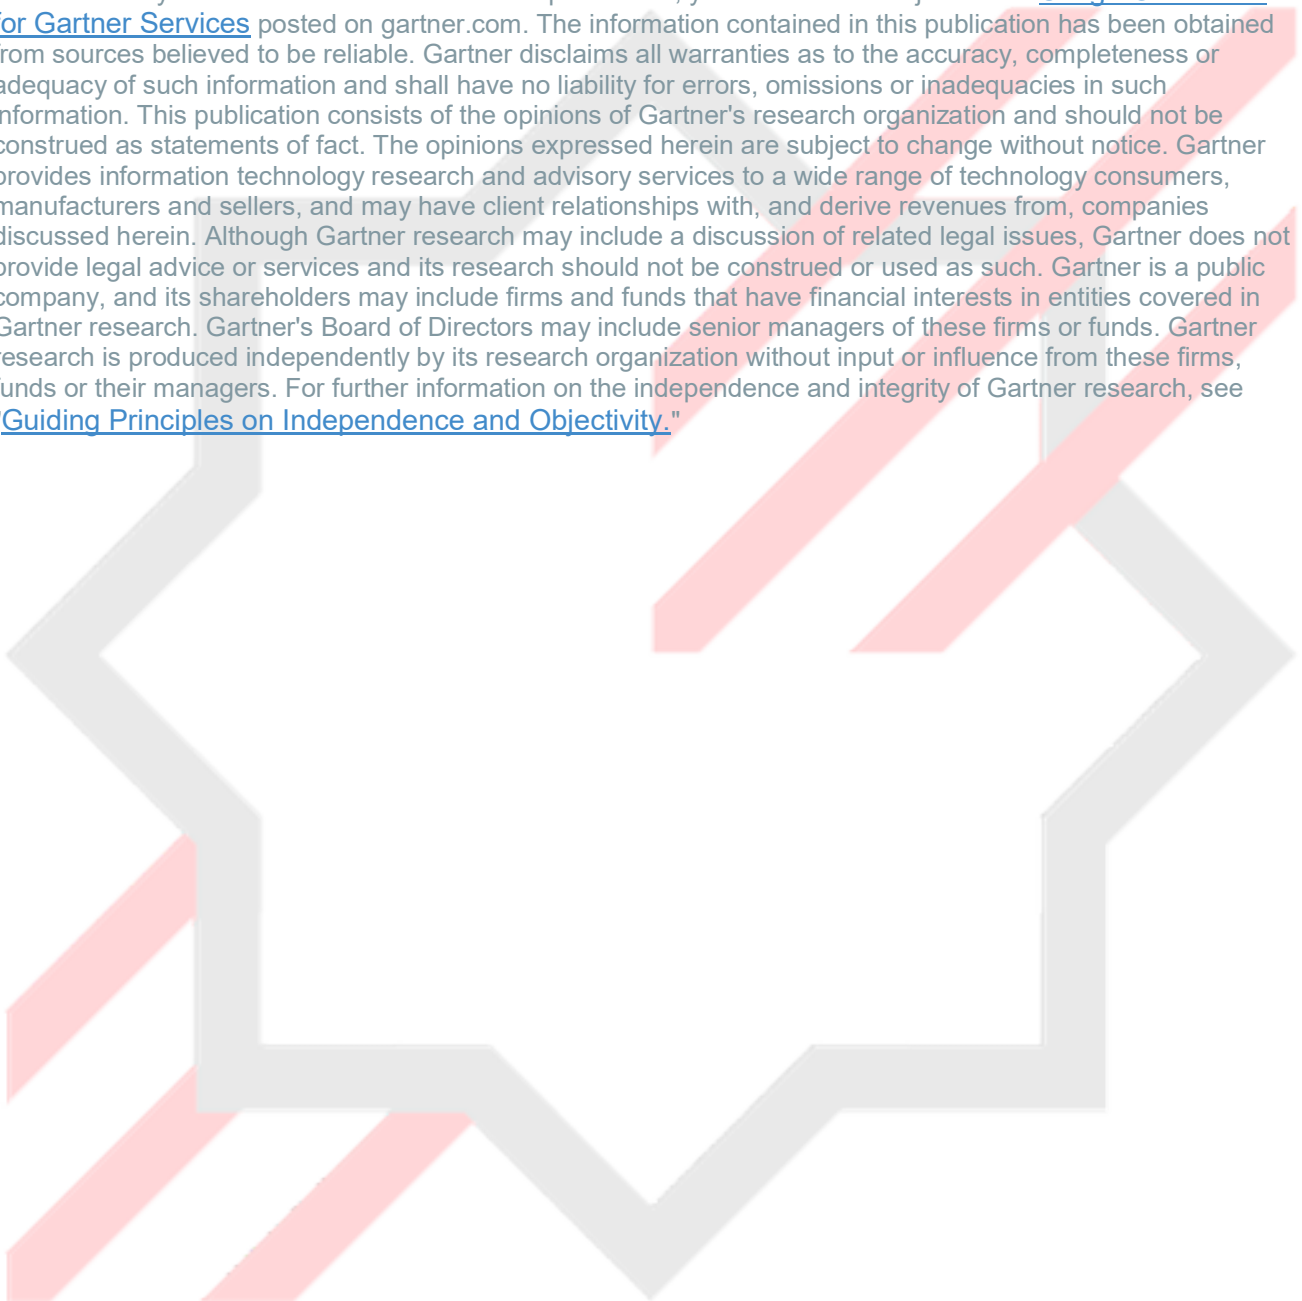 for Gartner Services posted on gartner.com. The information contained in this publication has been obtained
from sources believed to be reliable. Gartner disclaims all warranties as to the accuracy, completeness or
adequacy of such information and shall have no liability for errors, omissions or inadequacies in such
information. This publication consists of the opinions of Gartner's research organization and should not be
construed as statements of fact. The opinions expressed herein are subject to change without notice. Gartner
provides information technology research and advisory services to a wide range of technology consumers,
manufacturers and sellers, and may have client relationships with, and derive revenues from, companies
discussed herein. Although Gartner research may include a discussion of related legal issues, Gartner does not
provide legal advice or services and its research should not be construed or used as such. Gartner is a public
company, and its shareholders may include firms and funds that have financial interests in entities covered in
Gartner research. Gartner's Board of Directors may include senior managers of these firms or funds. Gartner
research is produced independently by its research organization without input or influence from these firms,
funds or their managers. For further information on the independence and integrity of Gartner research, see
"Guiding Principles on Independence and Objectivity."